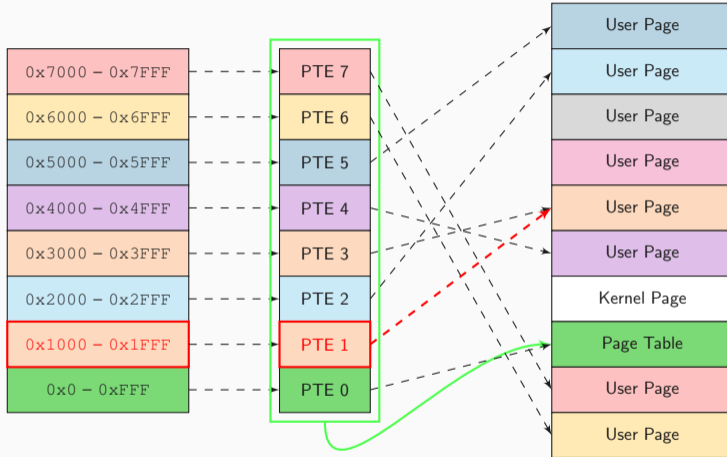 0x7000 – 0x7FFF
0x6000 – 0x6FFF
0x5000 – 0x5FFF
0x4000 – 0x4FFF
0x3000 – 0x3FFF
0x2000 – 0x2FFF
0x1000 – 0x1FFF
0x0 – 0xFFF
PTE 7
PTE 6
PTE 5
PTE 4
PTE 3
PTE 2
PTE 1
PTE 0
User Page
User Page
User Page
User Page
User Page
User Page
Kernel Page
Page Table
User Page
User Page